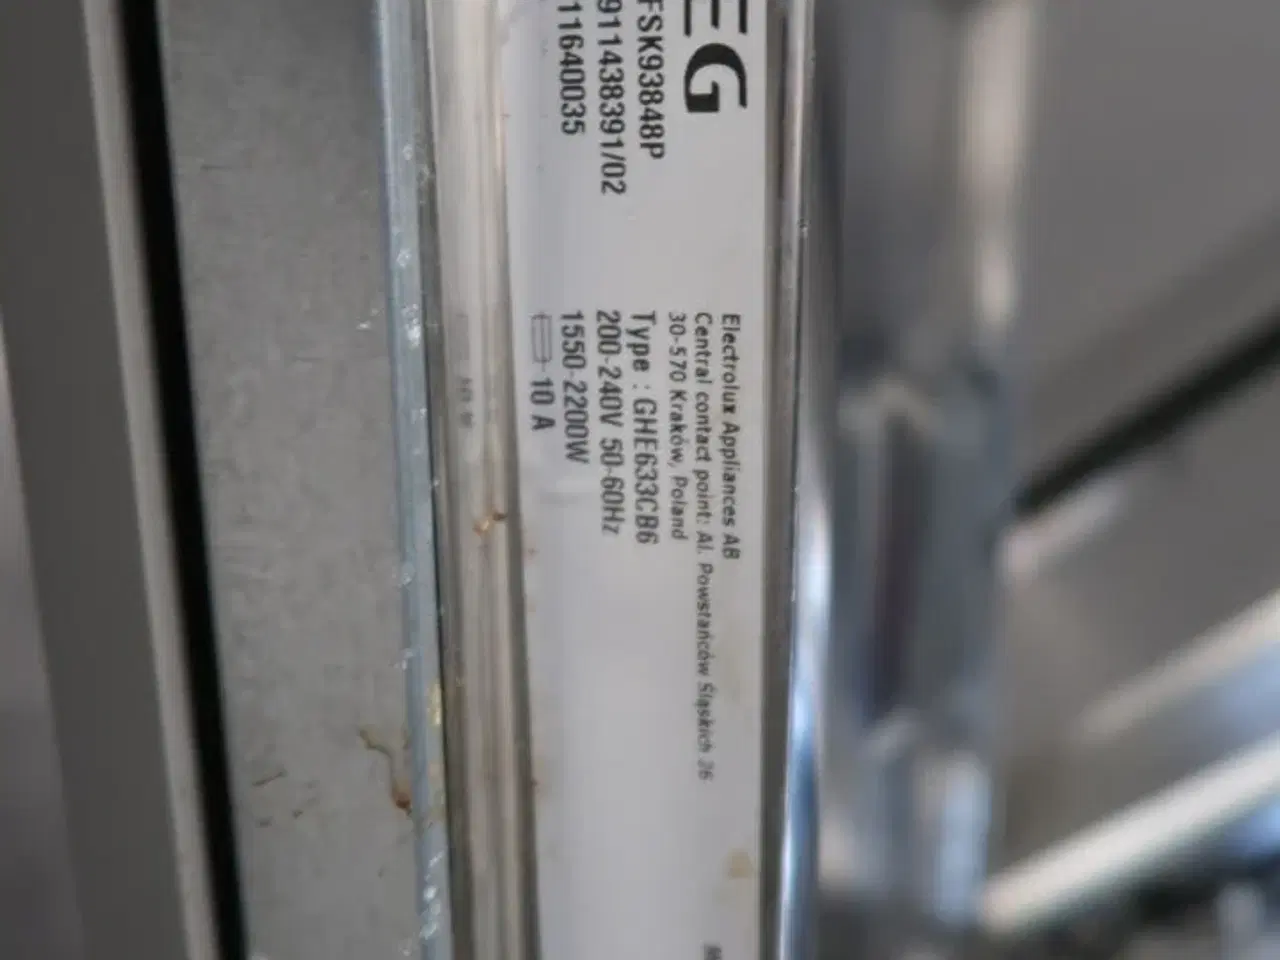 EG
FSK93848P
911438391/02
11640035
Electrolux Appliances AB
Central contact point: Al. Powstańców Śląskich 26
30-570 Kraków, Poland
Type : GHE633CB6
200-240V 50-60Hz
1550-2200W
10 A